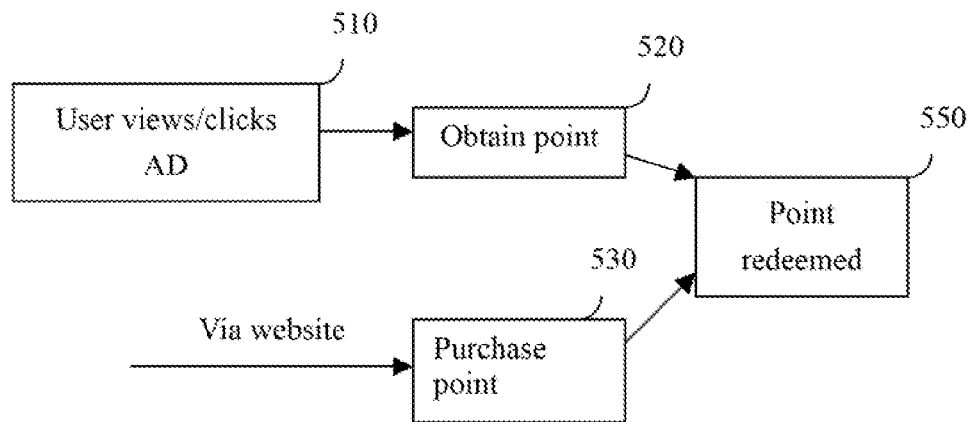 510
520
User views/clicks
AD
Obtain point
550
Point
redeemed
530
Via website
Purchase
point